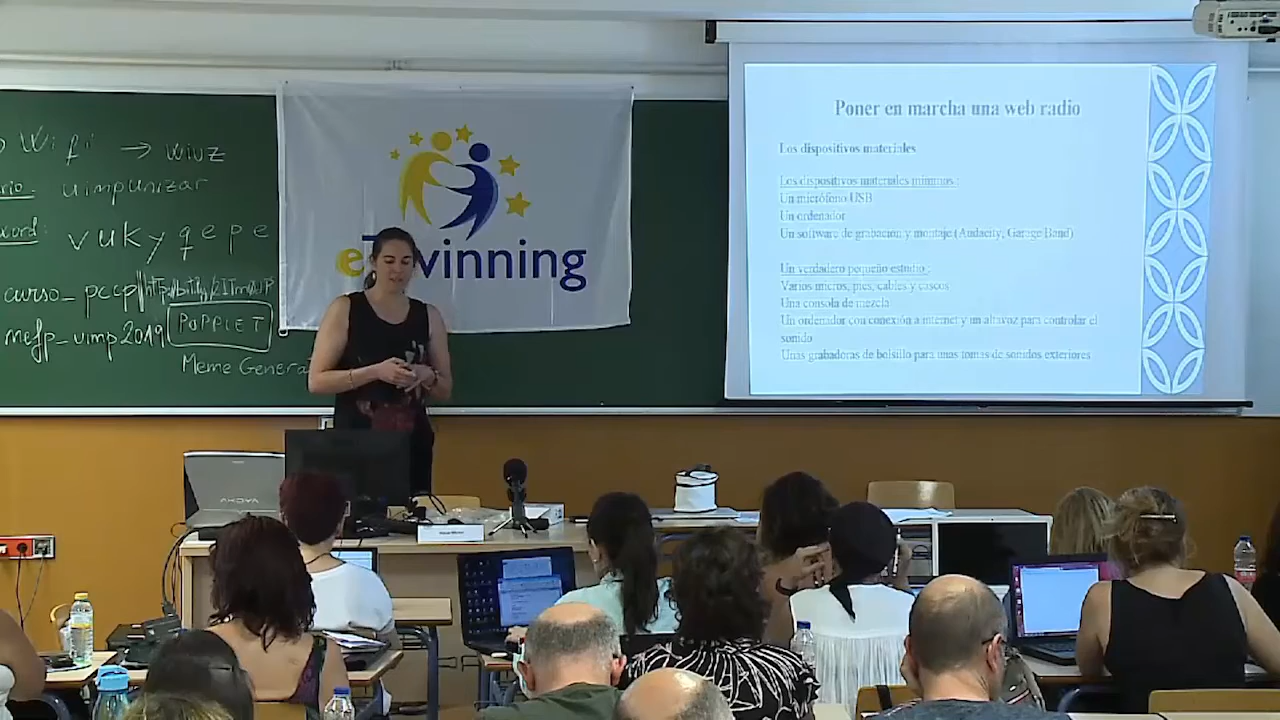 Wifi → wiuz
uimpunizar
vukyqepe
curso_pccp
mefp_uimp2019
POPPLET
Meme Genera
eTwinning
Poner en marcha una web radio
Los dispositivos materiales
Los dispositivos materiales mínimos :
Un micrófono USB
Un ordenador
Un software de grabación y montaje (Audacity, Garage Band)
Un verdadero pequeño estudio :
Varios micros, pies, cables y cascos
Una consola de mezcla
Un ordenador con conexión a internet y un altavoz para controlar el
sonido
Unas grabadoras de bolsillo para unas tomas de sonidos exteriores